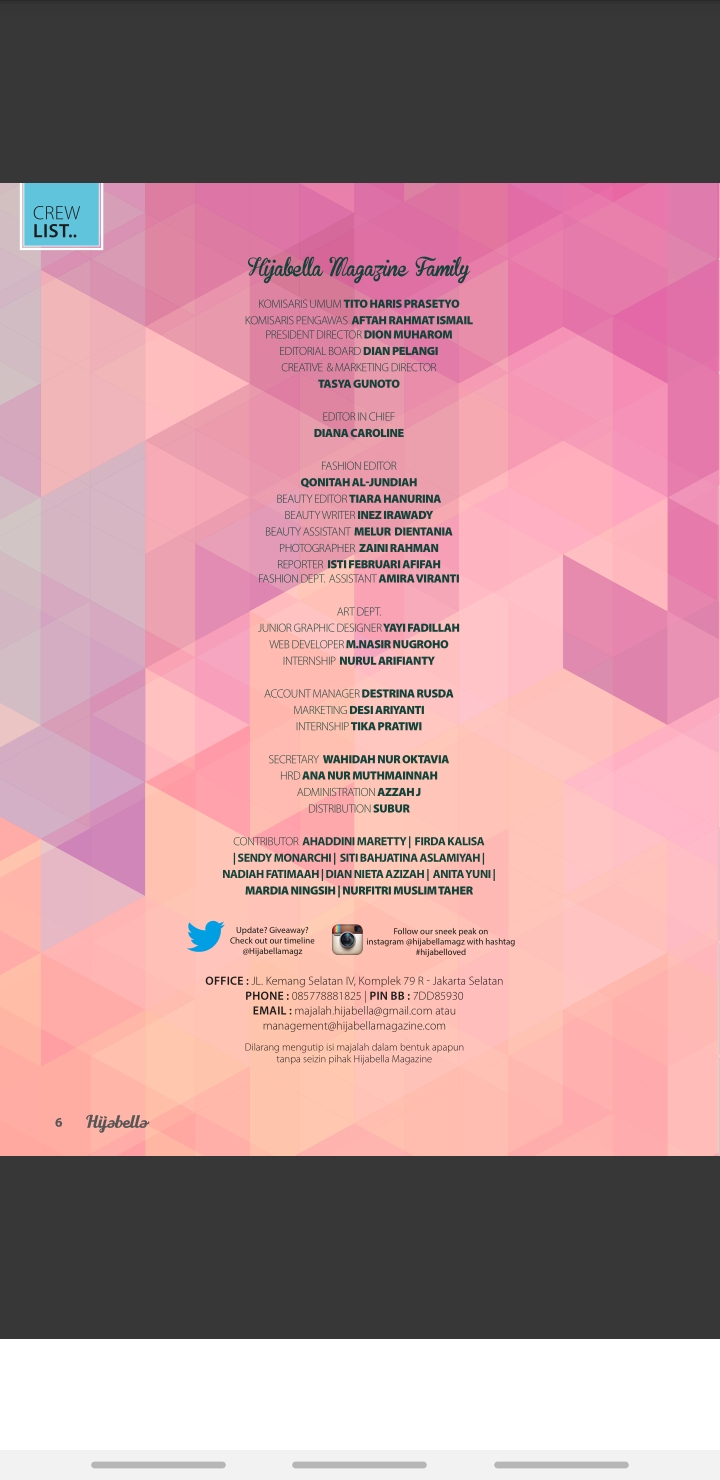 CREW
LIST..
Hijabella Magazine Family
KOMISARIS UMUM TITO HARIS PRASETYO
KOMISARIS PENGAWAS AFTAH RAHMAT ISMAIL
PRESIDENT DIRECTOR DION MUHAROM
EDITORIAL BOARD DIAN PELANGI
CREATIVE & MARKETING DIRECTOR
TASYA GUNOTO
EDITOR IN CHIEF
DIANA CAROLINE
FASHION EDITOR
QONITAH AL-JUNDIAH
BEAUTY EDITOR TIARA HANURINA
BEAUTY WRITER INEZ IRAWADY
BEAUTY ASSISTANT MELUR DIENTANIA
PHOTOGRAPHER ZAINI RAHMAN
REPORTER ISTI FEBRUARI AFIFAH
FASHION DEPT. ASSISTANT AMIRA VIRANTI
ART DEPT.
JUNIOR GRAPHIC DESIGNER YAYI FADILLAH
WEB DEVELOPER M.NASIR NUGROHO
INTERNSHIP NURUL ARIFIANTY
ACCOUNT MANAGER DESTRINA RUSDA
MARKETING DESI ARIYANTI
INTERNSHIP TIKA PRATIWI
SECRETARY WAHIDAH NUR OKTAVIA
HRD ANA NUR MUTHMAINNAH
ADMINISTRATION AZZAH J
DISTRIBUTION SUBUR
CONTRIBUTOR AHADDINI MARETTY | FIRDA KALISA
| SENDY MONARCHI | SITI BAHJATINA ASLAMIYAH |
NADIAH FATIMAAH | DIAN NIETA AZIZAH | ANITA YUNI |
MARDIA NINGSIH | NURFITRI MUSLIM TAHER
Update? Giveaway?
Check out our timeline
@Hijabellamagz
Follow our sneek peak on
instagram @hijabellamagz with hashtag
#hijabelloved
OFFICE : JL. Kemang Selatan IV, Komplek 79 R - Jakarta Selatan
PHONE : 085778881825 | PIN BB : 7DD85930
EMAIL : majalah.hijabella@gmail.com atau
management@hijabellamagazine.com
Dilarang mengutip isi majalah dalam bentuk apapun
tanpa seizin pihak Hijabella Magazine
6 Hijabella